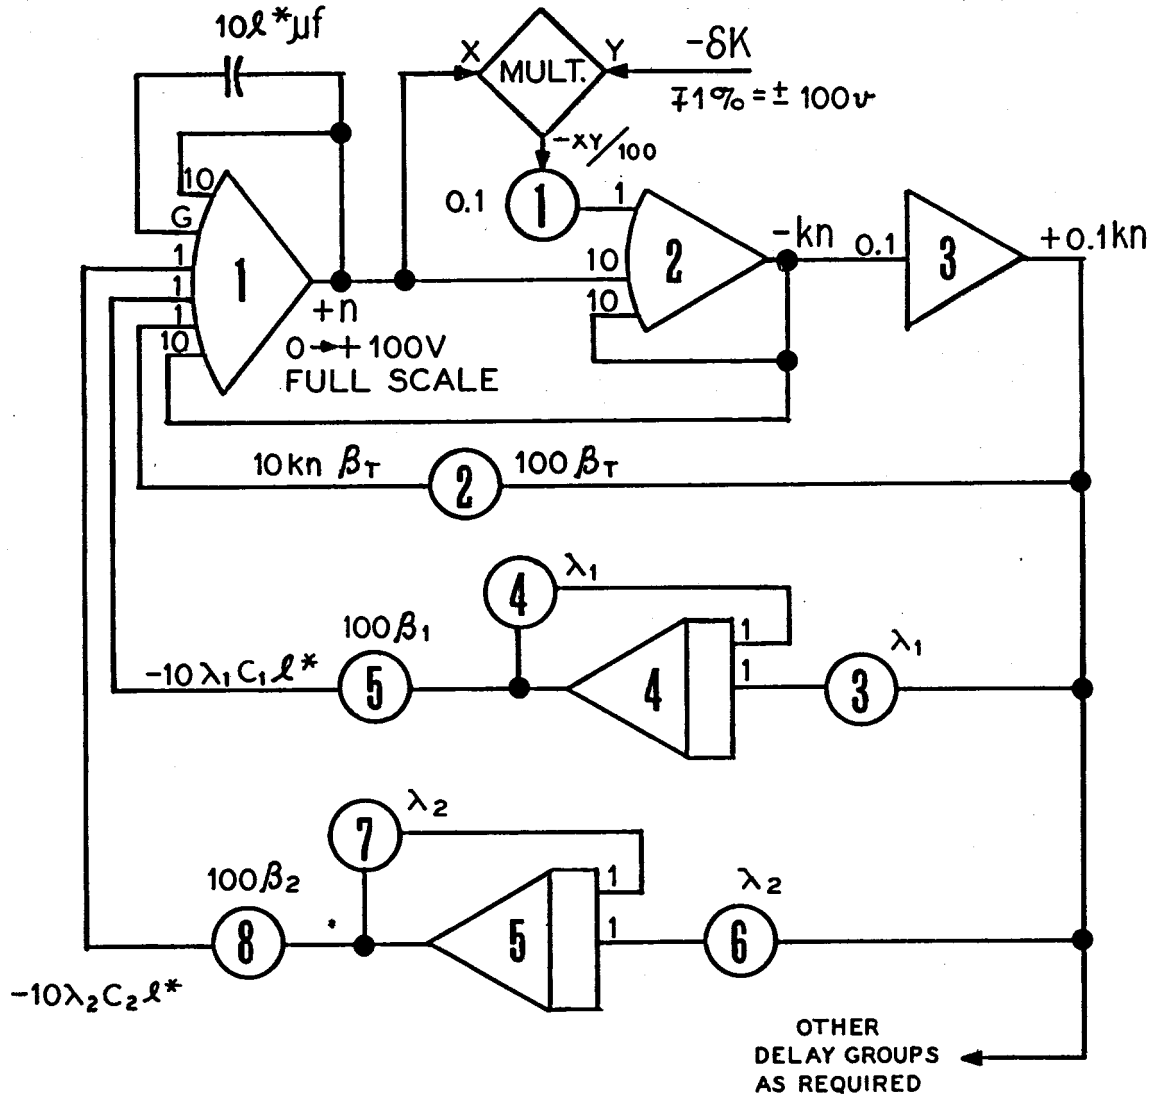 10ℓ*μf
X
Y
-δK
MULT.
∓1% = ± 100v
-XY/100
10
G
1
1
1
10
1
+n
0→+ 100V
FULL SCALE
0.1
1
1
10
10
2
-kn
0.1
3
+0.1kn
10kn βT
2
100βT
4
λ1
100β1
-10λ1C1ℓ*
5
4
1
1
3
λ1
7
λ2
100β2
8
-10λ2C2ℓ*
5
1
1
6
λ2
OTHER
DELAY GROUPS
AS REQUIRED